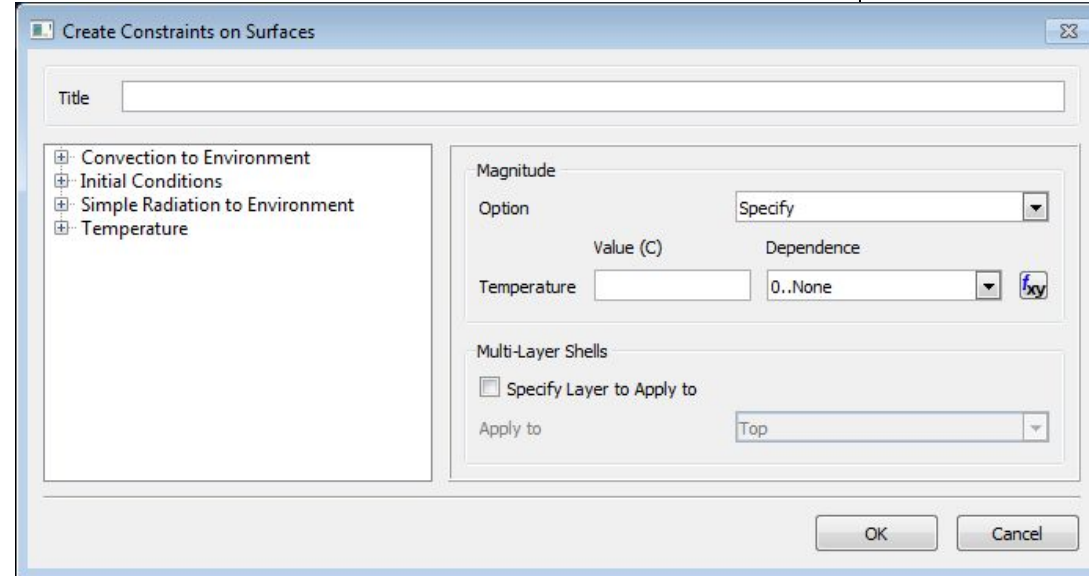 Create Constraints on Surfaces
Title
Convection to Environment
Initial Conditions
Simple Radiation to Environment
Temperature
Magnitude
Option Specify
Value (C) Dependence
Temperature 0..None fxy
Multi-Layer Shells
Specify Layer to Apply to
Apply to Top
OK Cancel